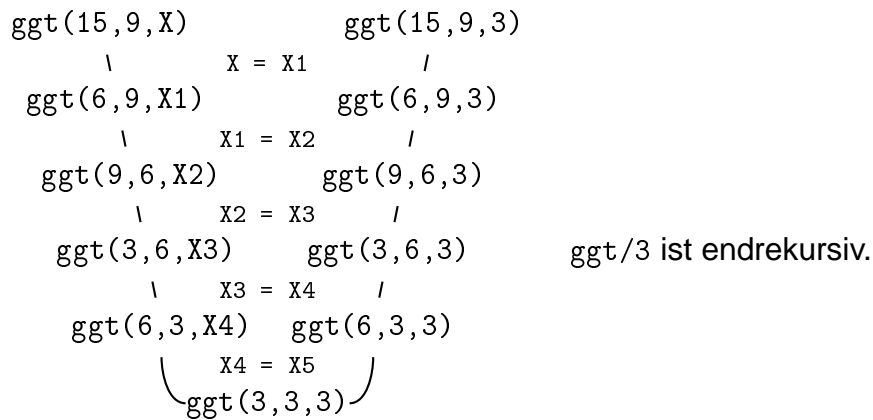 ggt(15,9,X) ggt(15,9,3)
X = X1
ggt(6,9,X1) ggt(6,9,3)
X1 = X2
ggt(9,6,X2) ggt(9,6,3)
X2 = X3
ggt(3,6,X3) ggt(3,6,3) ggt/3 ist endrekursiv.
X3 = X4
ggt(6,3,X4) ggt(6,3,3)
X4 = X5
ggt(3,3,3)